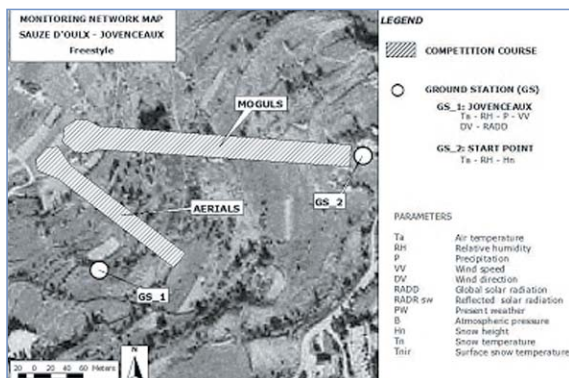 MONITORING NETWORK MAP
SAUZE D'OULX - JOVENCEAUX
Freestyle
MOGULS
AERIALS
GS_2
GS_1
20 0 20 40 60 Meters
N
LEGEND
COMPETITION COURSE
GROUND STATION (GS)
GS_1: JOVENCEAUX
Ta - RH - P - VV
DV - RADD
GS_2: START POINT
Ta - RH - Hn
PARAMETERS
Ta Air temperature
RH Relative humidity
P Precipitation
VV Wind speed
DV Wind direction
RADD Global solar radiation
RADR sw Reflected solar radiation
PW Present weather
B Atmospheric pressure
Hn Snow height
Tn Snow temperature
Tnir Surface snow temperature